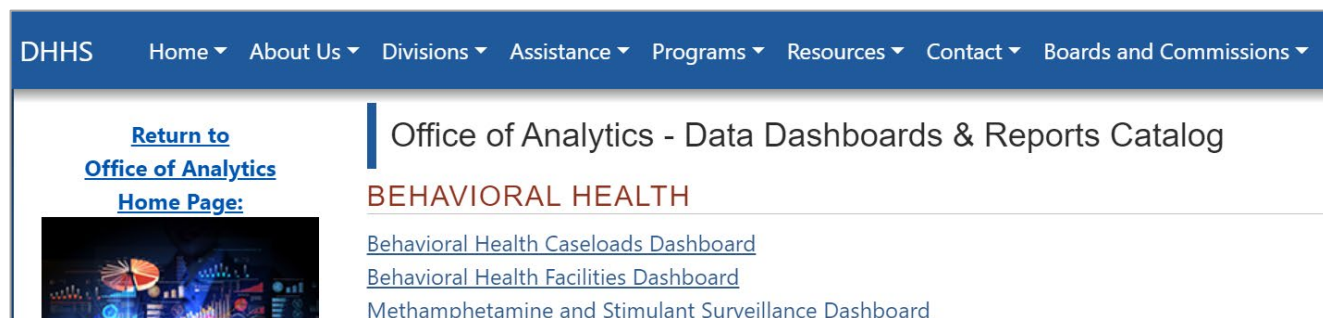 DHHS Home About Us Divisions Assistance Programs Resources Contact Boards and Commissions
Return to
Office of Analytics
Home Page:
Office of Analytics - Data Dashboards & Reports Catalog
BEHAVIORAL HEALTH
Behavioral Health Caseloads Dashboard
Behavioral Health Facilities Dashboard
Methamphetamine and Stimulant Surveillance Dashboard